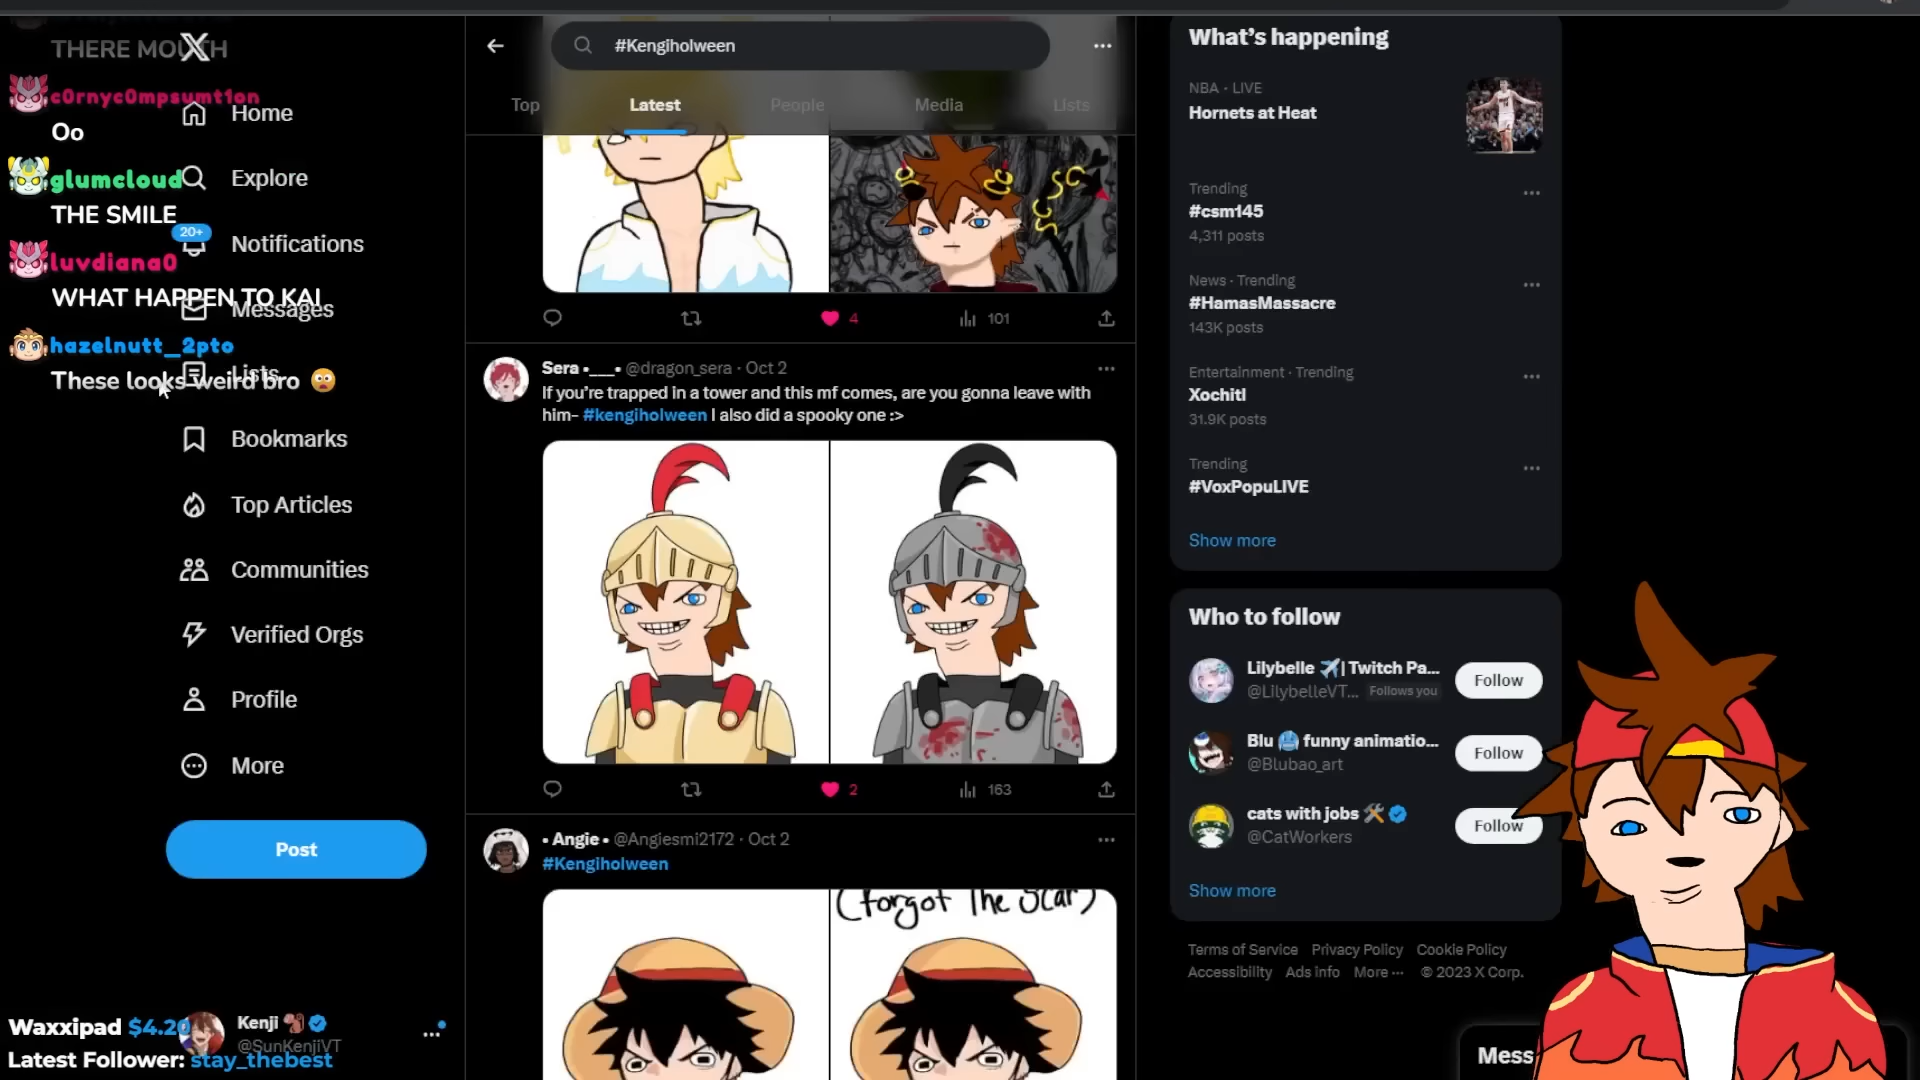 THERE MOUTH
c0rnyc0mpsumt1on
Oo
glumcloud
THE SMILE
luvdiana0
WHAT HAPPEN TO KAI
hazelnutt_2pto
These looks weird bro 😨
Home
Explore
20+
Notifications
Messages
Lists
Bookmarks
Top Articles
Communities
Verified Orgs
Profile
More
Post
Waxxipad $4.20
Kenji
@SunKenjiVT
Latest Follower: stay_thebest
#Kengiholween
Top
Latest
People
Media
Lists
4
101
Sera •___• @dragon_sera · Oct 2
If you’re trapped in a tower and this mf comes, are you gonna leave with
him- #kengiholween I also did a spooky one :>
2
163
• Angie • @Angiesmi2172 · Oct 2
#Kengiholween
(forgot The Scar)
What’s happening
NBA · LIVE
Hornets at Heat
Trending
#csm145
4,311 posts
News · Trending
#HamasMassacre
143K posts
Entertainment · Trending
Xochitl
31.9K posts
Trending
#VoxPopuLIVE
Show more
Who to follow
Lilybelle ✈️| Twitch Pa...
@LilybelleVT... Follows you
Follow
Blu 🥶 funny animatio...
@Blubao_art
Follow
cats with jobs 🛠️
@CatWorkers
Follow
Show more
Terms of Service Privacy Policy Cookie Policy
Accessibility Ads info More ··· © 2023 X Corp.
Mess